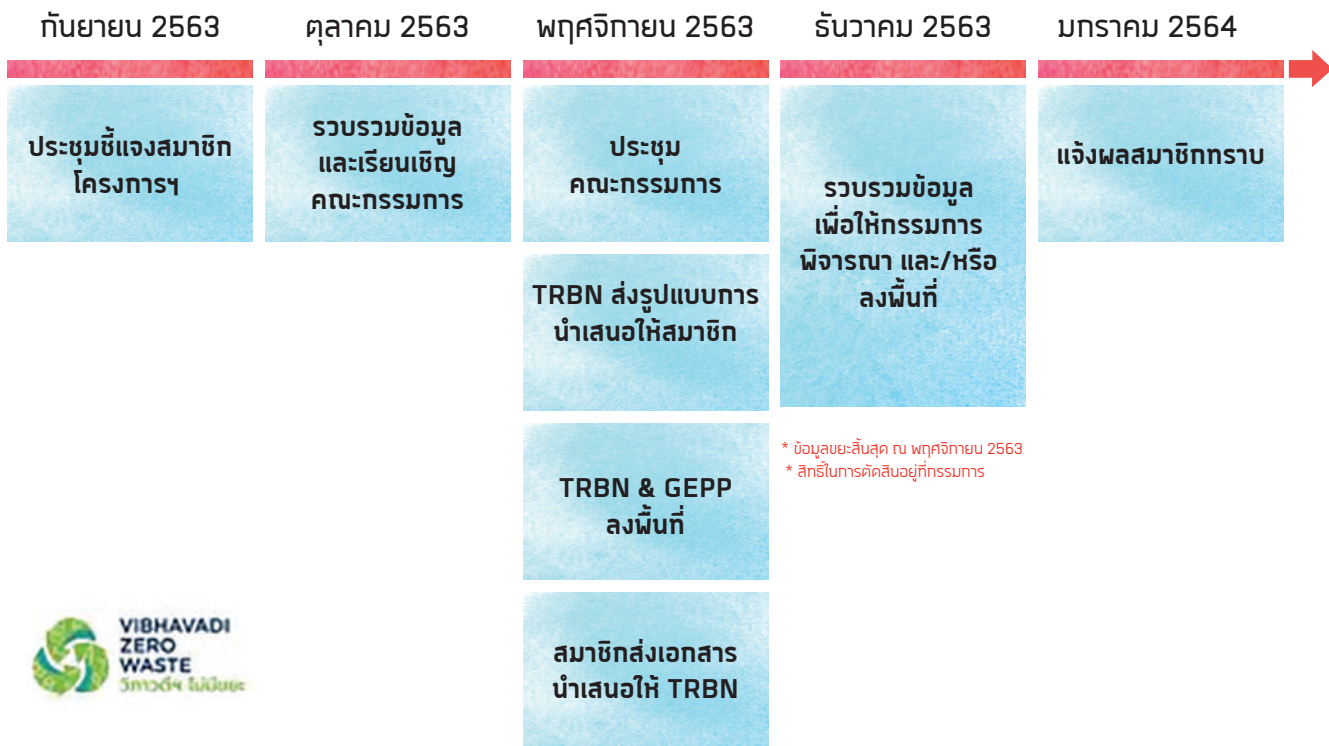 กันยายน 2563
ตุลาคม 2563
พฤศจิกายน 2563
ธันวาคม 2563
มกราคม 2564
ประชุมชี้แจงสมาชิก
โครงการฯ
รวบรวมข้อมูล
และเรียนเชิญ
คณะกรรมการ
ประชุม
คณะกรรมการ
TRBN ส่งรูปแบบการ
นำเสนอให้สมาชิก
TRBN & GEPP
ลงพื้นที่
สมาชิกส่งเอกสาร
นำเสนอให้ TRBN
รวบรวมข้อมูล
เพื่อให้กรรมการ
พิจารณา และ/หรือ
ลงพื้นที่
* ข้อมูลขยะสิ้นสุด ณ พฤศจิกายน 2563
* สิทธิ์ในการตัดสินอยู่ที่กรรมการ
แจ้งผลสมาชิกทราบ
VIBHAVADI
ZERO
WASTE
วิภาวดีฯ ไม่มีขยะ